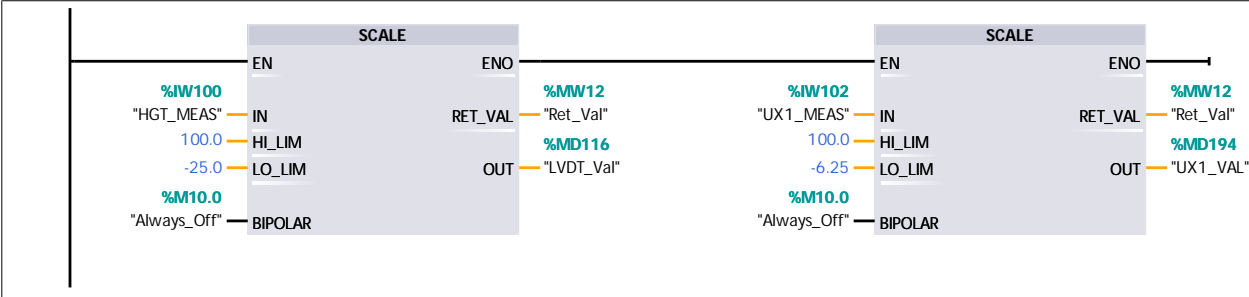 SCALE
EN
ENO
%IW100
"HGT_MEAS"
IN
RET_VAL
%MW12
"Ret_Val"
100.0
HI_LIM
-25.0
LO_LIM
OUT
%MD116
"LVDT_Val"
%M10.0
"Always_Off"
BIPOLAR
SCALE
EN
ENO
%IW102
"UX1_MEAS"
IN
RET_VAL
%MW12
"Ret_Val"
100.0
HI_LIM
-6.25
LO_LIM
OUT
%MD194
"UX1_VAL"
%M10.0
"Always_Off"
BIPOLAR